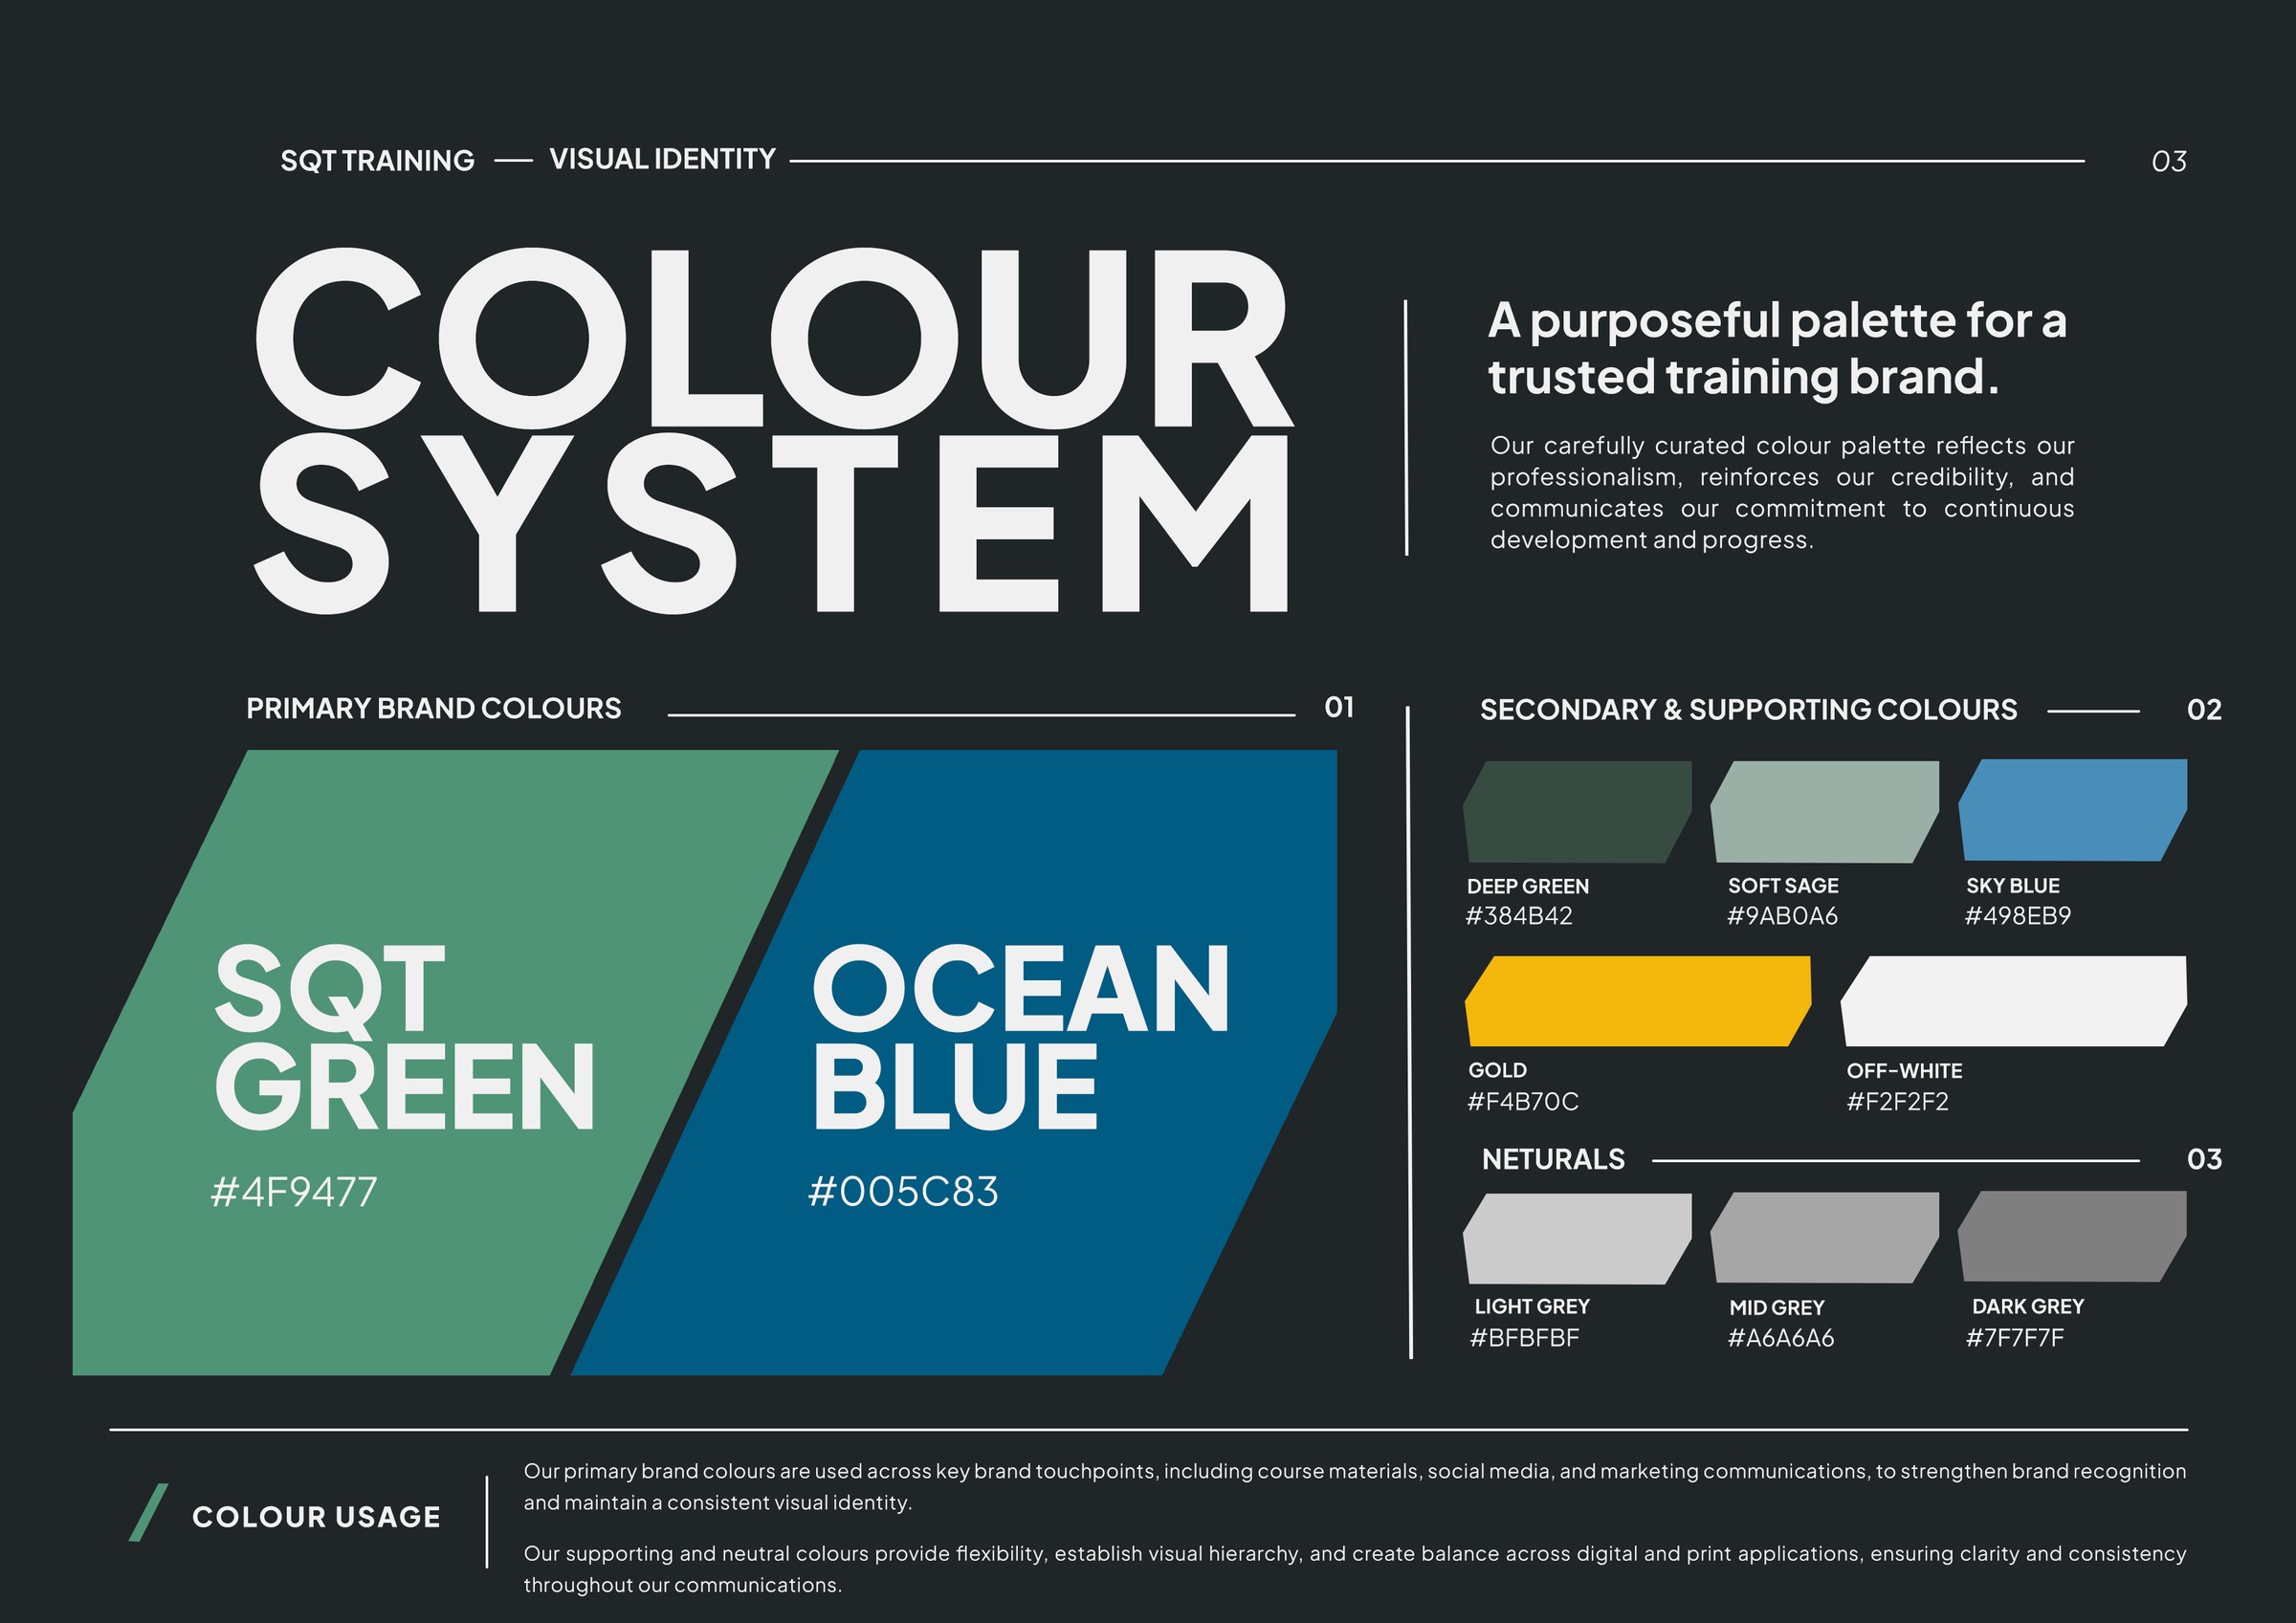 SQT TRAINING — VISUAL IDENTITY 03
COLOUR
SYSTEM
A purposeful palette for a
trusted training brand.
Our carefully curated colour palette reflects our
professionalism, reinforces our credibility, and
communicates our commitment to continuous
development and progress.
PRIMARY BRAND COLOURS 01
SQT
GREEN
#4F9477
OCEAN
BLUE
#005C83
SECONDARY & SUPPORTING COLOURS 02
DEEP GREEN
#384B42
SOFT SAGE
#9AB0A6
SKY BLUE
#498EB9
GOLD
#F4B70C
OFF-WHITE
#F2F2F2
NETURALS 03
LIGHT GREY
#BFBFBF
MID GREY
#A6A6A6
DARK GREY
#7F7F7F
COLOUR USAGE
Our primary brand colours are used across key brand touchpoints, including course materials, social media, and marketing communications, to strengthen brand recognition
and maintain a consistent visual identity.
Our supporting and neutral colours provide flexibility, establish visual hierarchy, and create balance across digital and print applications, ensuring clarity and consistency
throughout our communications.